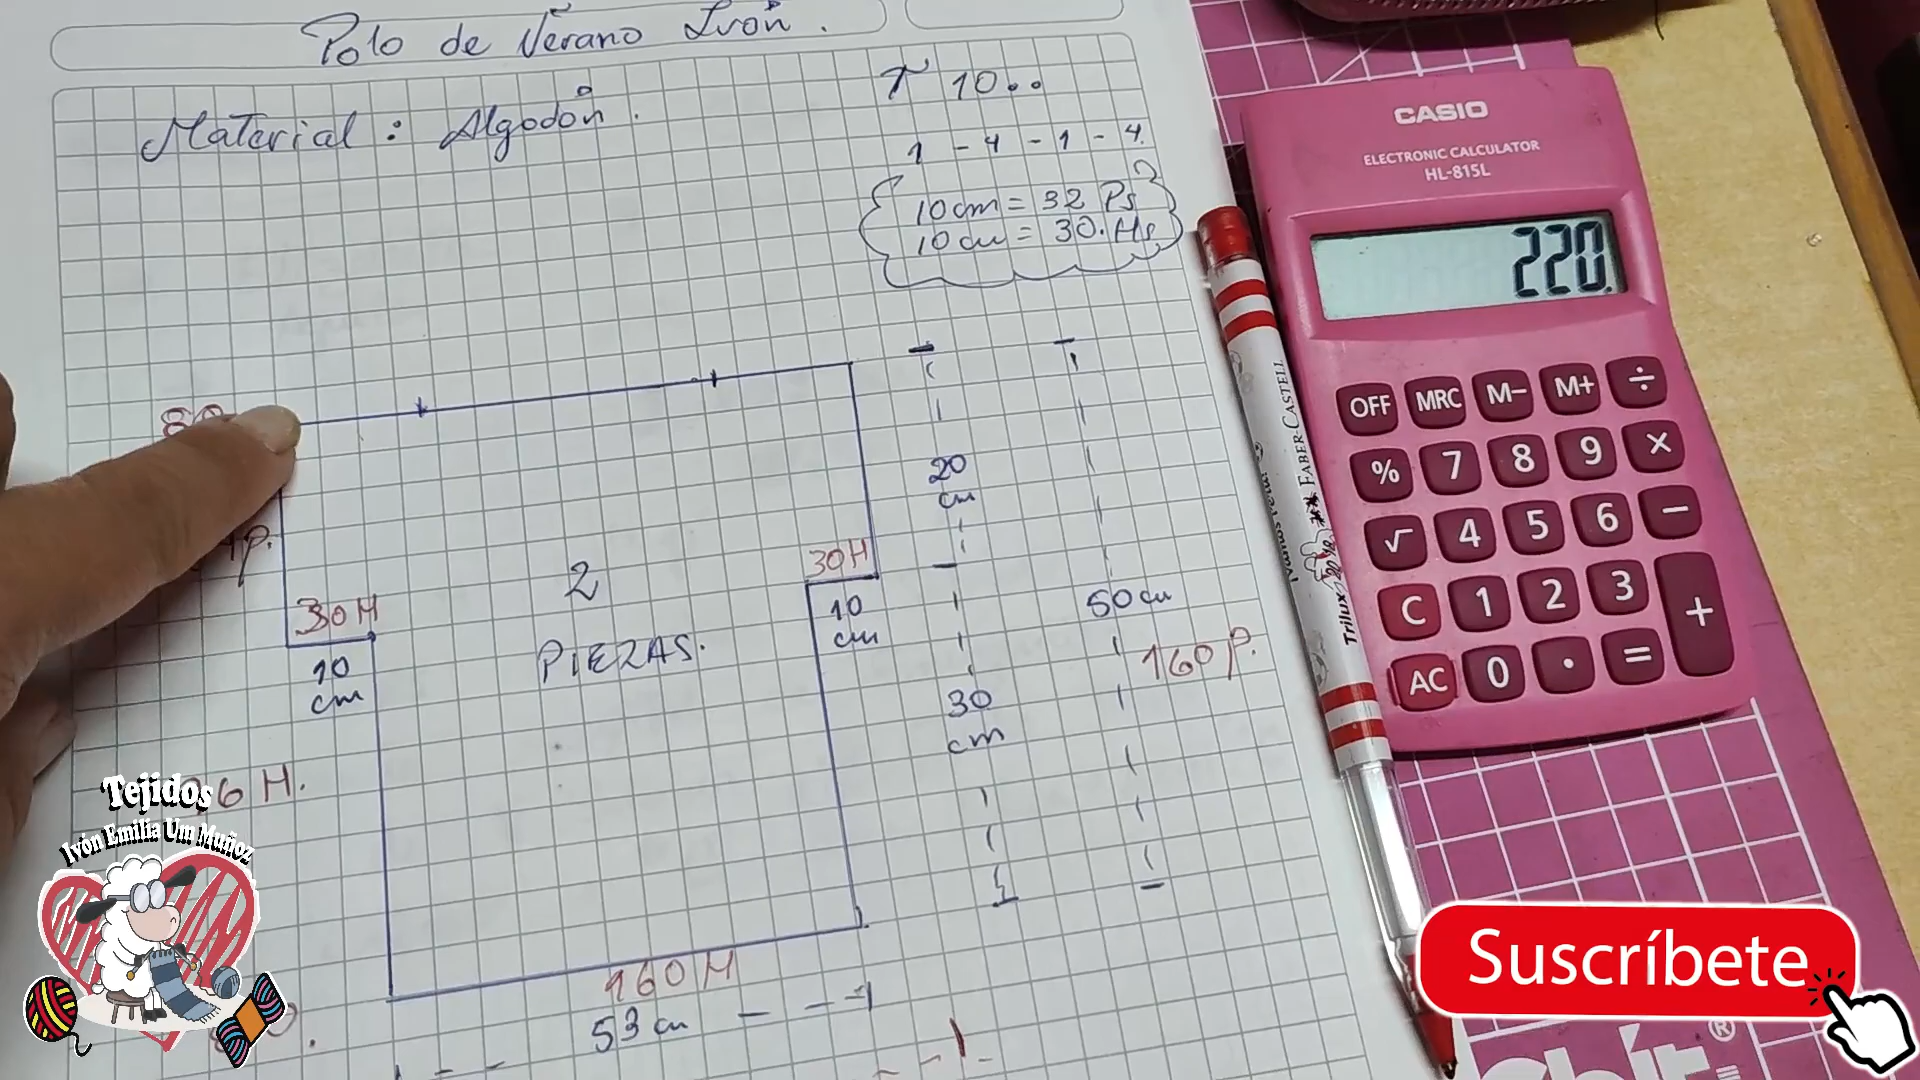 Polo de Verano Ivón.
Material: Algodón.
T 10..
1 - 4 - 1 - 4.
10 cm = 32 Ps
10 cm = 30. Hs
30 H
10
cm
2
PIEZAS.
30 H
10
cm
20
cm
30
cm
50 cm
160 P.
6 H.
160 H
53 cm
CASIO
ELECTRONIC CALCULATOR
HL-815L
220.
OFF MRC M- M+ ÷
% 7 8 9 ×
√ 4 5 6 −
C 1 2 3 +
AC 0 • =
FABER-CASTELL
Trilux
Tejidos
Ivón Emilia Um Muñoz
Suscríbete